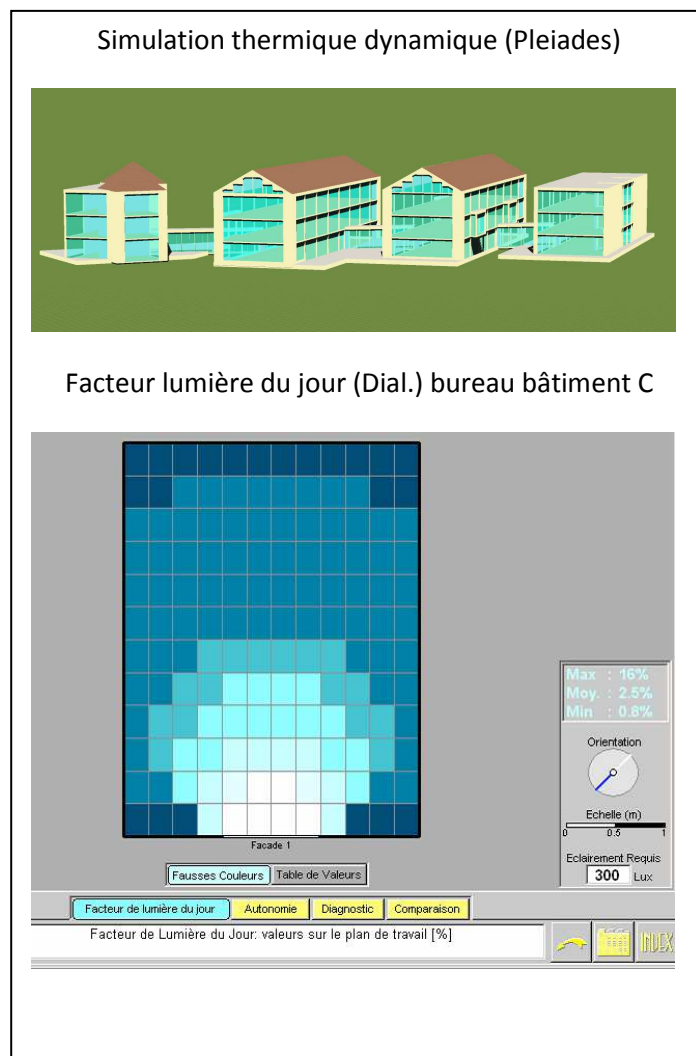 Simulation thermique dynamique (Pleiades)
Facteur lumière du jour (Dial.) bureau bâtiment C
Max : 16%
Moy. : 2.5%
Min : 0.8%
Orientation
Echelle (m)
0 0.5 1
Eclairement Requis
300 Lux
Facade 1
Fausses Couleurs Table de Valeurs
Facteur de lumière du jour Autonomie Diagnostic Comparaison
Facteur de Lumière du Jour: valeurs sur le plan de travail [%]
INDEX